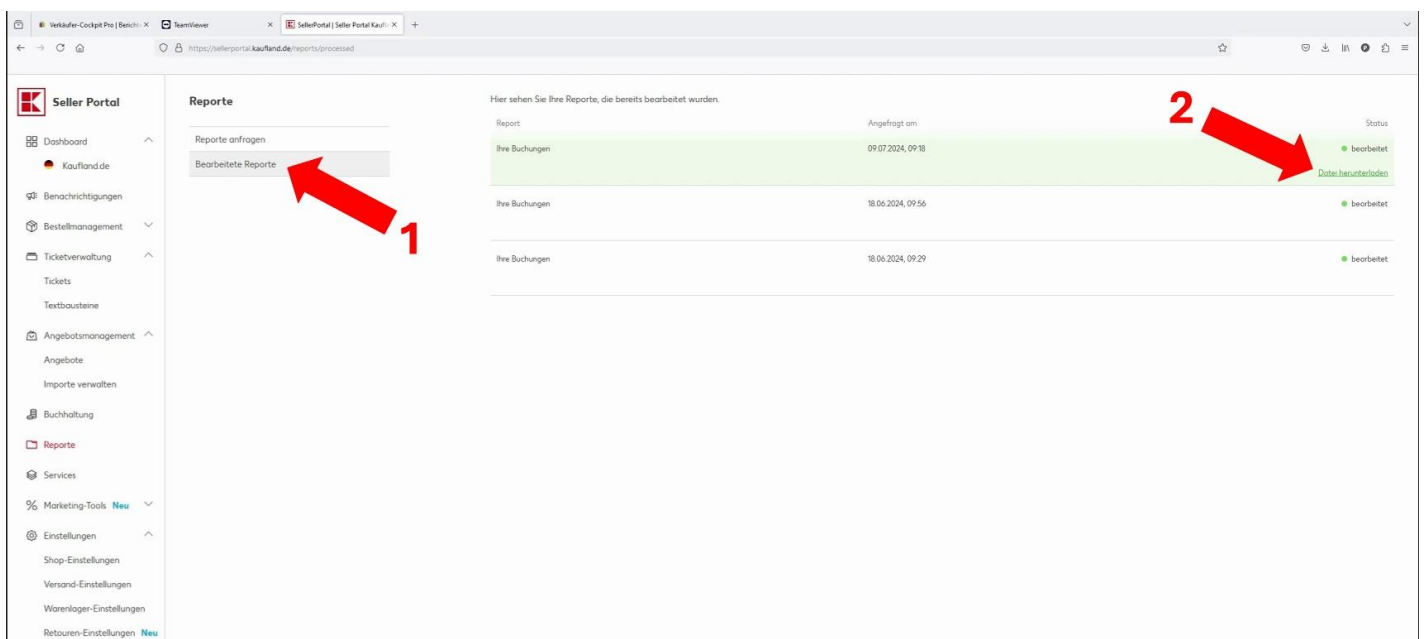 Verkäufer-Cockpit Pro | Bericht
TeamViewer
SellerPortal | Seller Portal Kaufl
https://sellerportal.kaufland.de/reports/processed
Seller Portal
Dashboard
Kaufland.de
Benachrichtigungen
Bestellmanagement
Ticketverwaltung
Tickets
Textbausteine
Angebotsmanagement
Angebote
Importe verwalten
Buchhaltung
Reporte
Services
Marketing-Tools Neu
Einstellungen
Shop-Einstellungen
Versand-Einstellungen
Warenlager-Einstellungen
Retouren-Einstellungen Neu
Reporte
Reporte anfragen
Bearbeitete Reporte
1
Hier sehen Sie Ihre Reporte, die bereits bearbeitet wurden.
2
Report Angefragt am Status
Ihre Buchungen 09.07.2024, 09:18 bearbeitet
Datei herunterladen
Ihre Buchungen 18.06.2024, 09:56 bearbeitet
Ihre Buchungen 18.06.2024, 09:29 bearbeitet